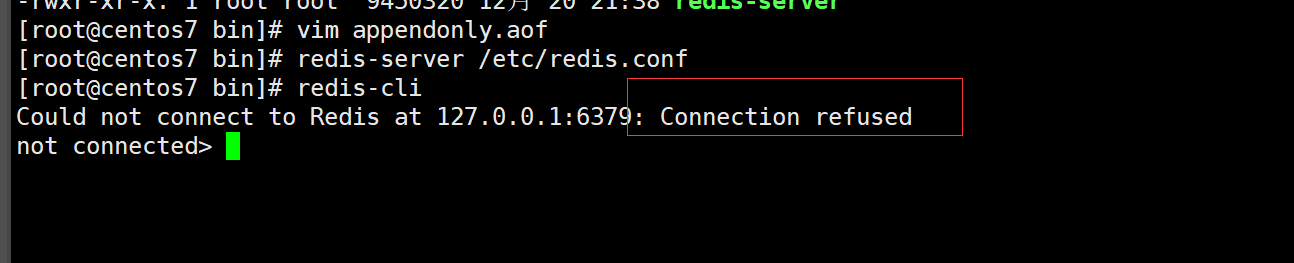 -rwxr-xr-x. 1 root root  9450320 12月 20 21:38 redis-server
[root@centos7 bin]# vim appendonly.aof
[root@centos7 bin]# redis-server /etc/redis.conf
[root@centos7 bin]# redis-cli
Could not connect to Redis at 127.0.0.1:6379: Connection refused
not connected>